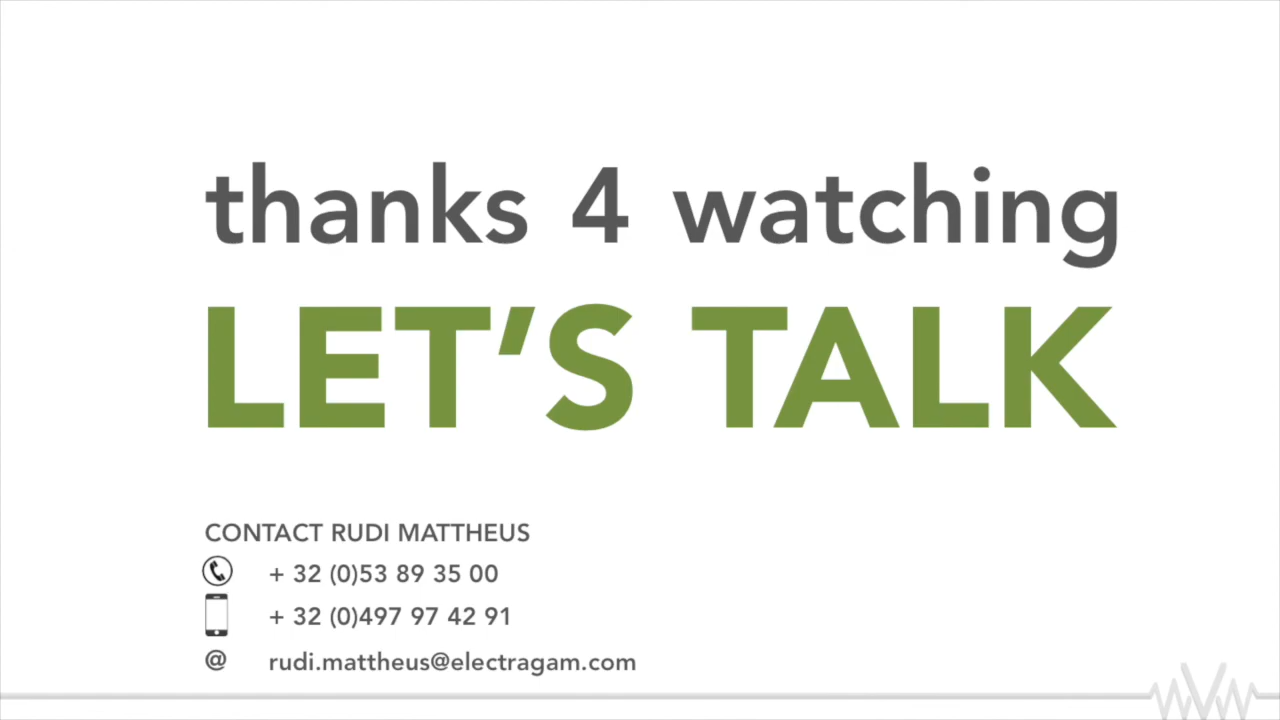 thanks 4 watching
LET’S TALK
CONTACT RUDI MATTHEUS
+ 32 (0)53 89 35 00
+ 32 (0)497 97 42 91
@ rudi.mattheus@electragam.com